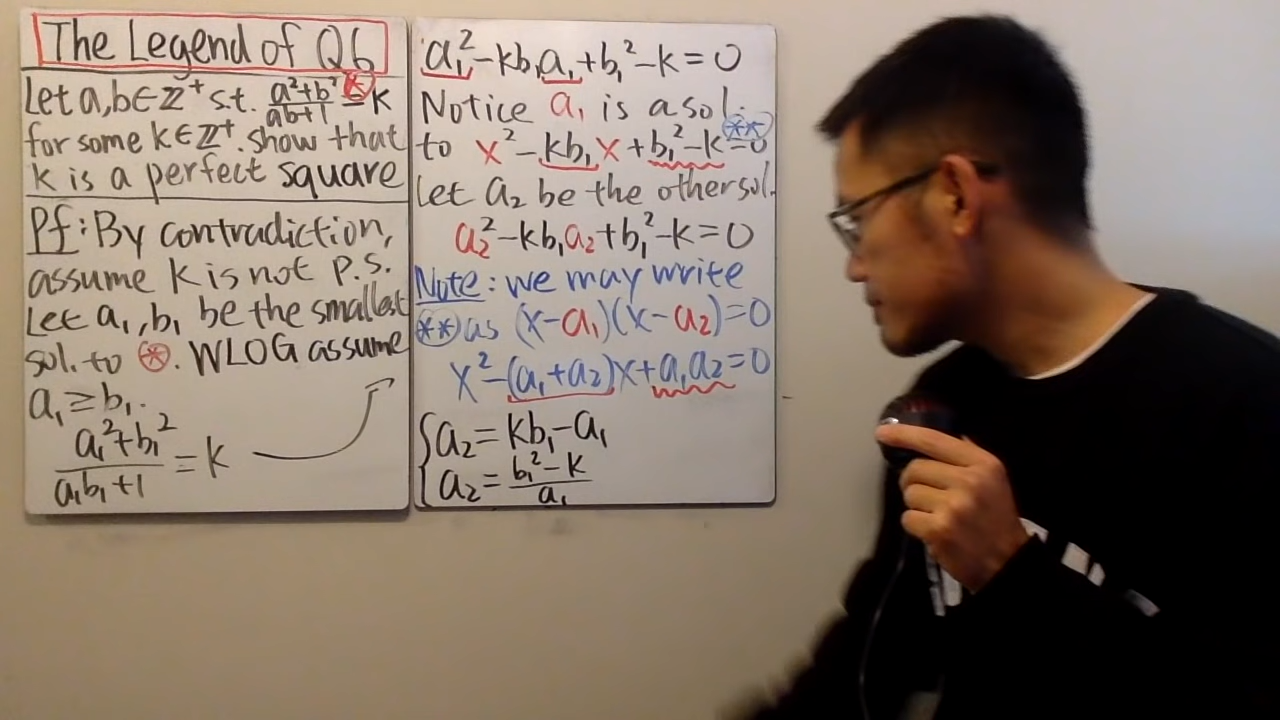 The Legend of Q6
Let a,b∈ℤ⁺ s.t. (a²+b²)/(ab+1) ⊛= k
for some k∈ℤ⁺. show that
k is a perfect square
Pf: By contradiction,
assume k is not P.S.
Let a₁, b₁ be the smallest
sol. to ⊛. WLOG assume
a₁ ≥ b₁.
(a₁²+b₁²)/(a₁b₁+1) = k
a₁²-kb₁a₁+b₁²-k=0
Notice a₁ is a sol.
to x²-kb₁x+b₁²-k=0 (**)
Let a₂ be the other sol.
a₂²-kb₁a₂+b₁²-k=0
Note: we may write
(**) as (x-a₁)(x-a₂)=0
x²-(a₁+a₂)x+a₁a₂=0
{a₂=kb₁-a₁
a₂=(b₁²-k)/a₁